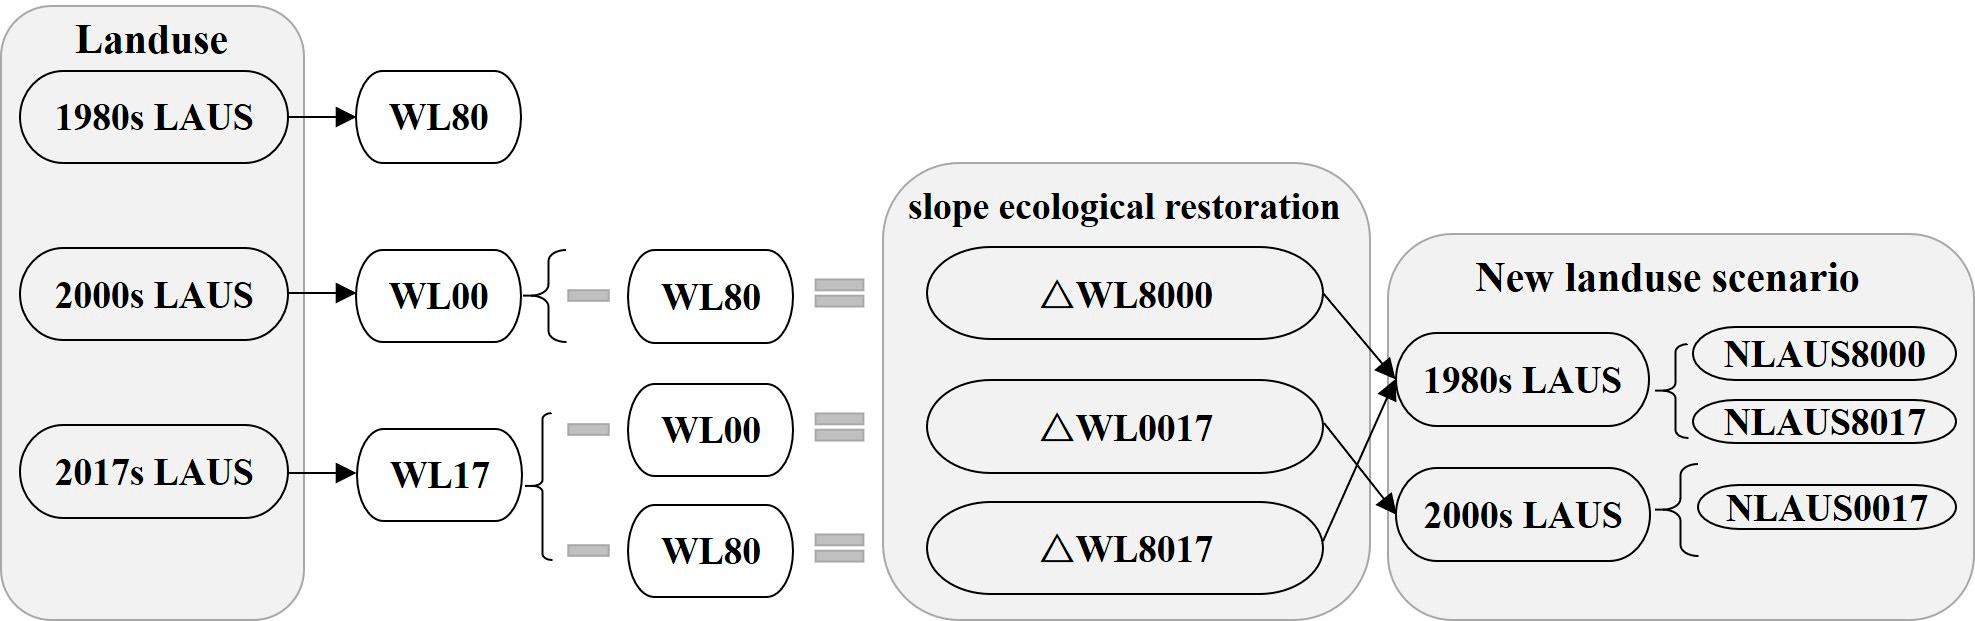 Landuse
1980s LAUS
WL80
2000s LAUS
WL00
WL80
2017s LAUS
WL17
WL00
WL80
slope ecological restoration
△WL8000
△WL0017
△WL8017
New landuse scenario
1980s LAUS
NLAUS8000
NLAUS8017
2000s LAUS
NLAUS0017